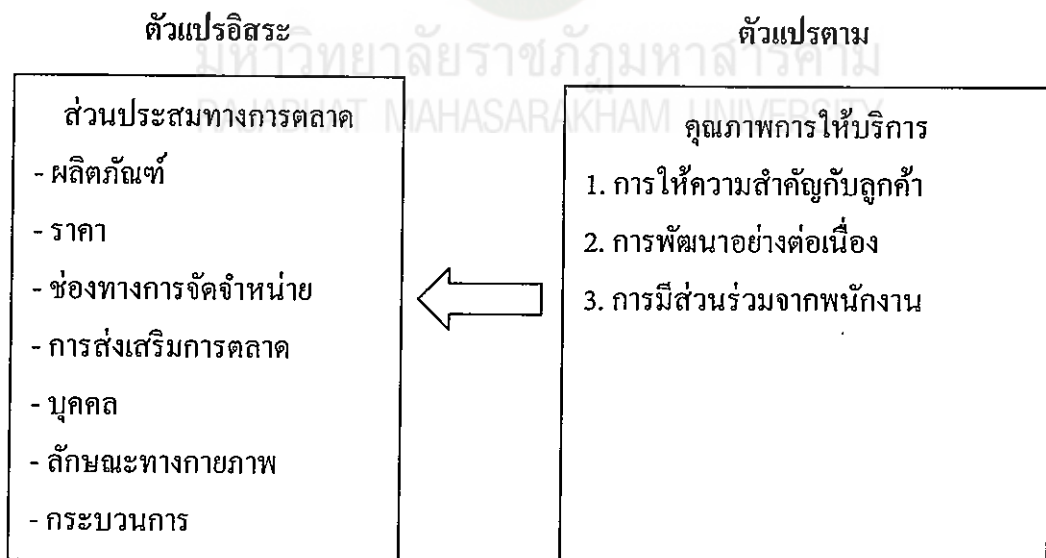 ตัวแปรอิสระ
ตัวแปรตาม
มหาวิทยาลัยราชภัฏมหาสารคาม
RAJABHAT MAHASARAKHAM UNIVERSITY
ส่วนประสมทางการตลาด
- ผลิตภัณฑ์
- ราคา
- ช่องทางการจัดจำหน่าย
- การส่งเสริมการตลาด
- บุคคล
- ลักษณะทางกายภาพ
- กระบวนการ
คุณภาพการให้บริการ
1. การให้ความสำคัญกับลูกค้า
2. การพัฒนาอย่างต่อเนื่อง
3. การมีส่วนร่วมจากพนักงาน